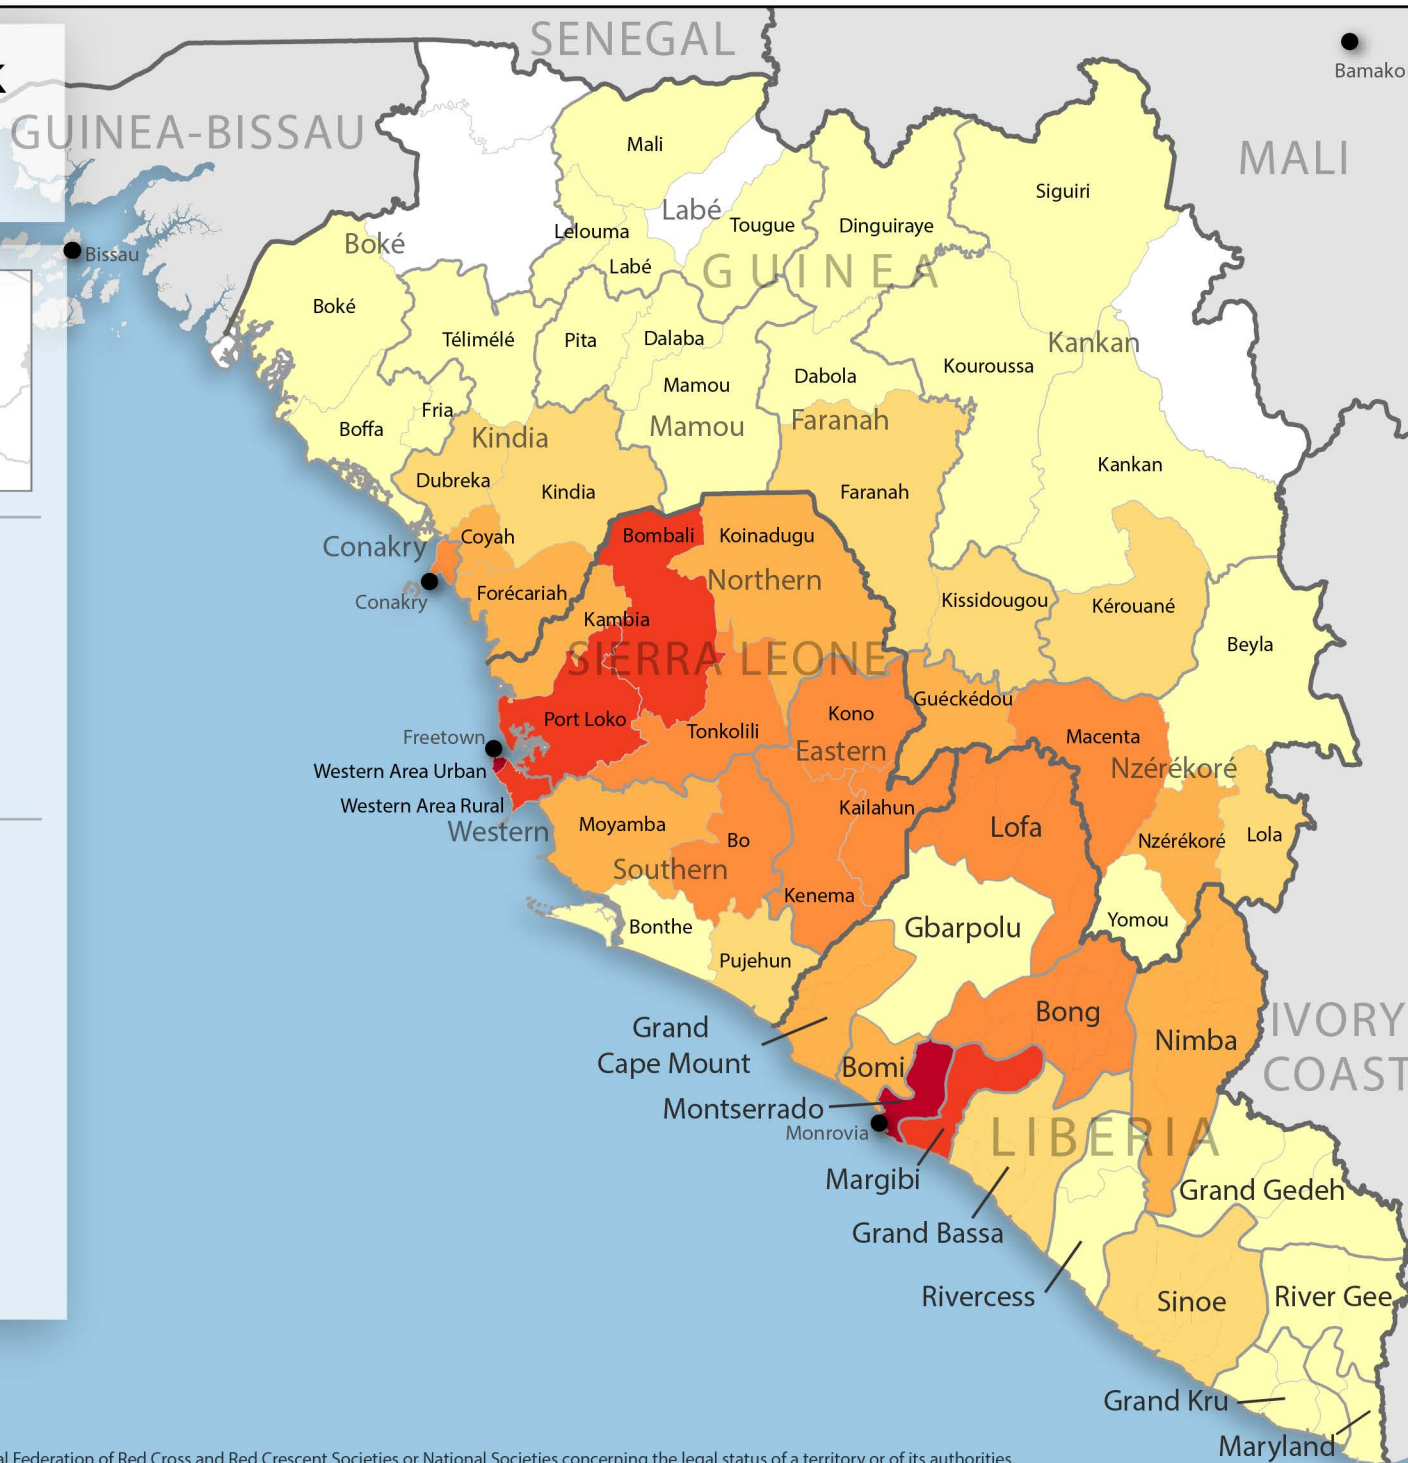 SENEGAL
Bamako
GUINEA-BISSAU
MALI
Mali
Siguiri
Labé
Tougue
Dinguiraye
Lelouma
Boké
Bissau
Labé
GUINEA
Boké
Télimélé
Pita
Dalaba
Kankan
Kouroussa
Dabola
Mamou
Fria
Faranah
Boffa
Kindia
Mamou
Kankan
Dubreka
Kindia
Faranah
Coyah
Bombali
Koinadugu
Conakry
Northern
Forécariah
Conakry
Kissidougou
Kérouané
Kambia
Beyla
SIERRA LEONE
Guéckédou
Port Loko
Kono
Tonkolili
Macenta
Freetown
Eastern
Western Area Urban
Nzérékoré
Western Area Rural
Kailahun
Western
Moyamba
Lofa
Bo
Nzérékoré
Lola
Southern
Kenema
Bonthe
Gbarpolu
Yomou
Pujehun
Grand
Cape Mount
Bong
IVORY
COAST
Nimba
Bomi
Montserrado
Monrovia
LIBERIA
Margibi
Grand Gedeh
Grand Bassa
Rivercess
Sinoe
River Gee
Grand Kru
Maryland
Federation of Red Cross and Red Crescent Societies or National Societies concerning the legal status of a territory or of its authorities.